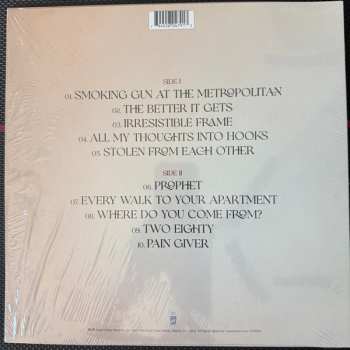 SIDE I
01. SMOKING GUN AT THE METROPOLITAN
02. THE BETTER IT GETS
03. IRRESISTIBLE FRAME
04. ALL MY THOUGHTS INTO HOOKS
05. STOLEN FROM EACH OTHER
SIDE II
06. PROPHET
07. EVERY WALK TO YOUR APARTMENT
08. WHERE DO YOU COME FROM?
09. TWO EIGHTY
10. PAIN GIVER